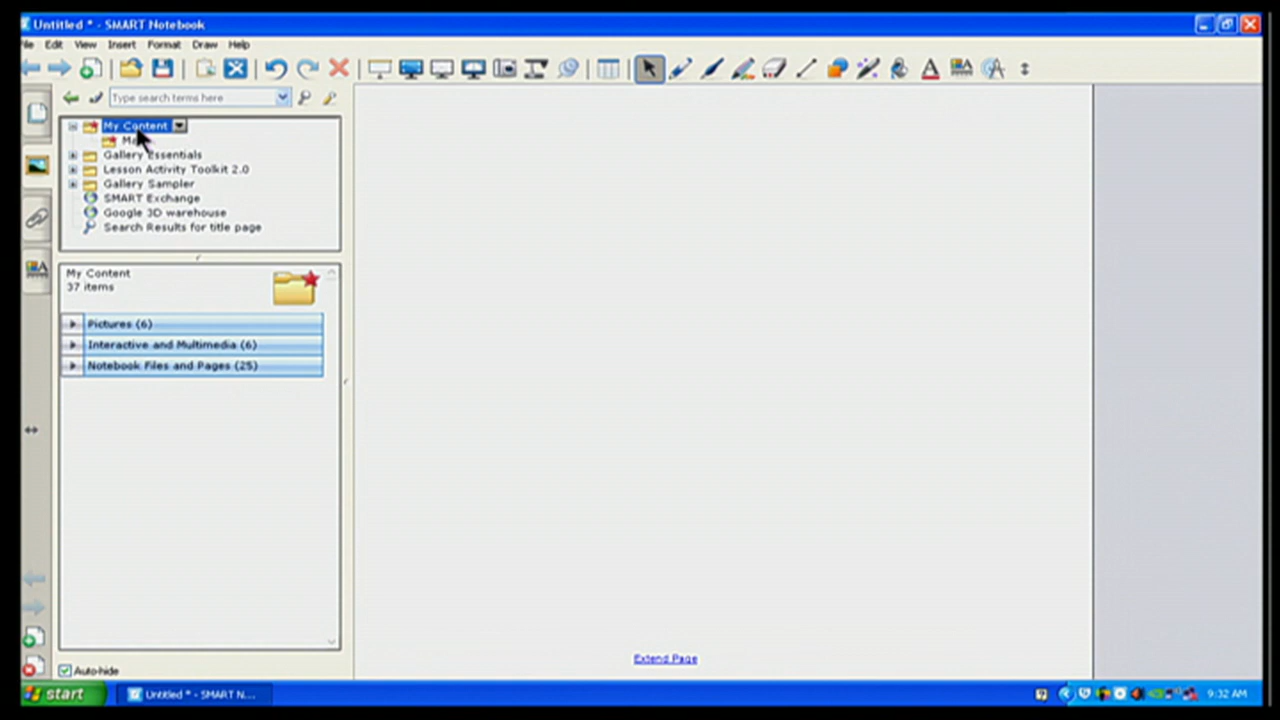 Untitled * - SMART Notebook
Edit View Insert Format Draw Help
Type search terms here
My Content
Gallery Essentials
Lesson Activity Toolkit 2.0
Gallery Sampler
SMART Exchange
Google 3D warehouse
Search Results for title page
My Content
37 items
Pictures (6)
Interactive and Multimedia (6)
Notebook Files and Pages (25)
Extend Page
Auto-hide
start
Untitled * - SMART N...
9:32 AM